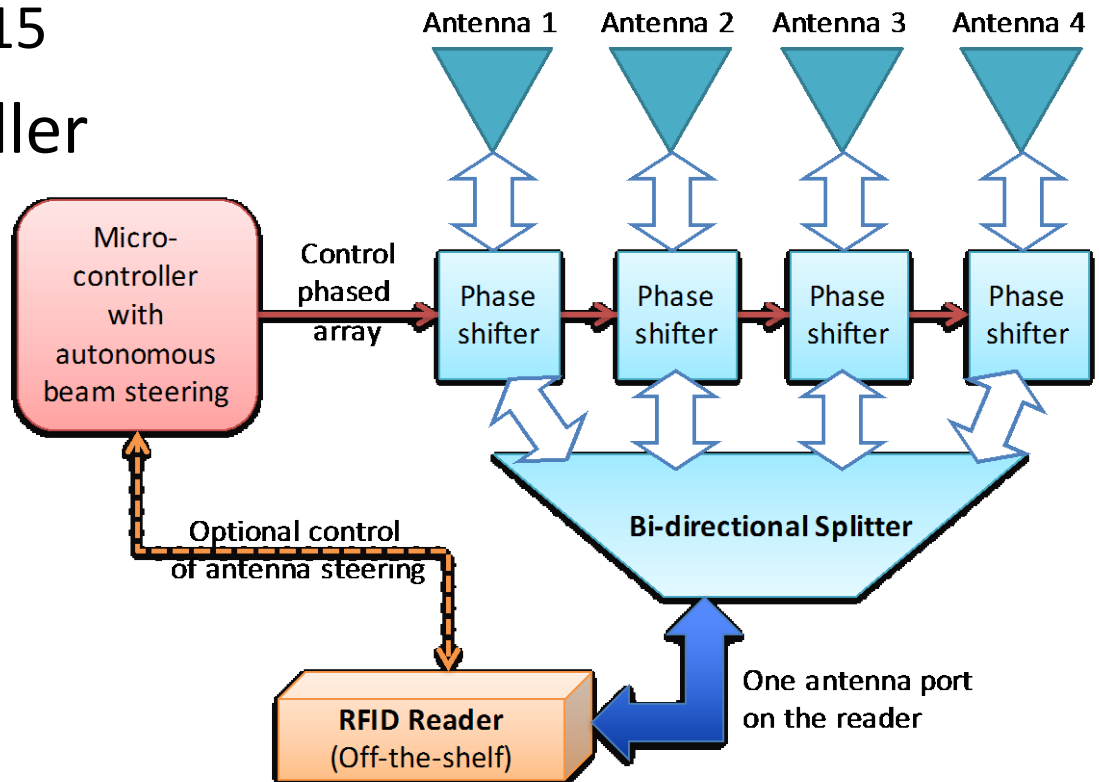 15
ller
Antenna 1
Antenna 2
Antenna 3
Antenna 4
Micro-
controller
with
autonomous
beam steering
Control
phased
array
Phase
shifter
Phase
shifter
Phase
shifter
Phase
shifter
Bi-directional Splitter
Optional control
of antenna steering
One antenna port
on the reader
RFID Reader
(Off-the-shelf)